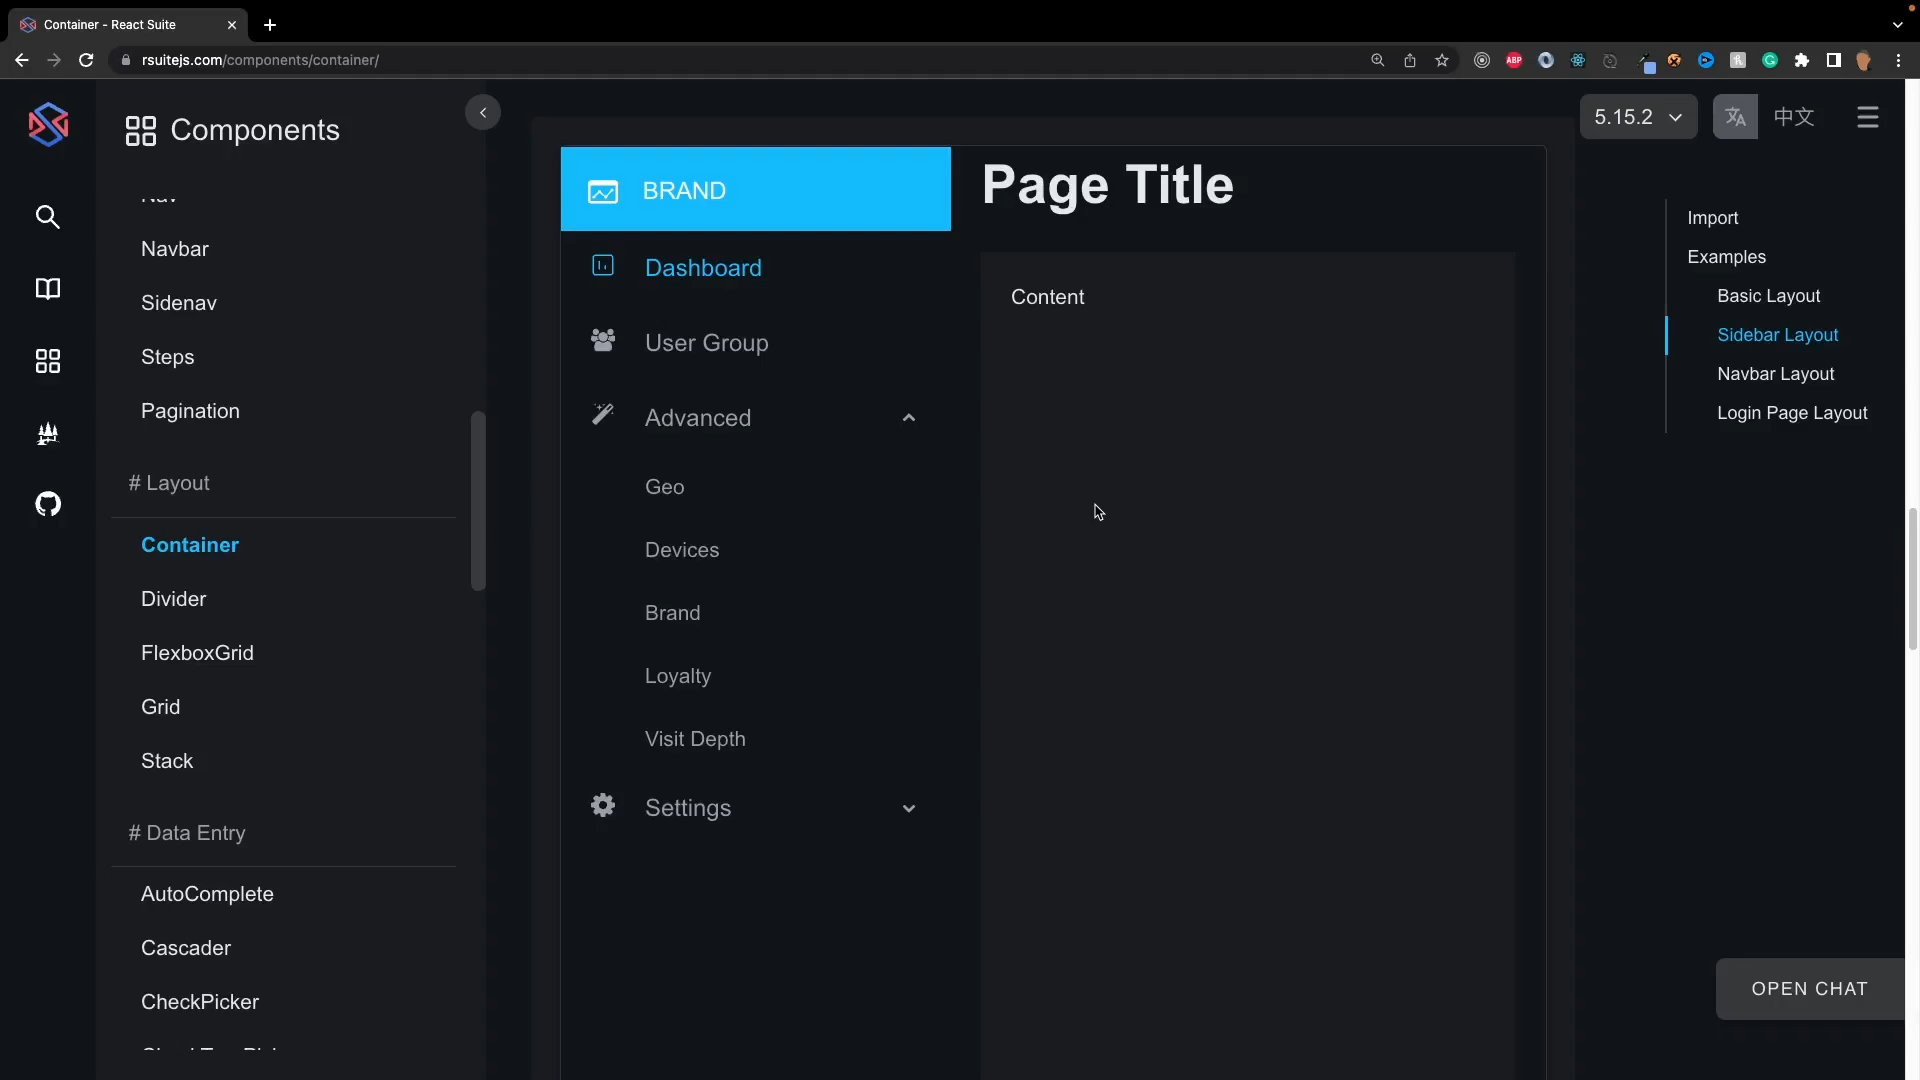 Container - React Suite
rsuitejs.com/components/container/
ABP
Components
Nav
Navbar
Sidenav
Steps
Pagination
# Layout
Container
Divider
FlexboxGrid
Grid
Stack
# Data Entry
AutoComplete
Cascader
CheckPicker
BRAND
Dashboard
User Group
Advanced
Geo
Devices
Brand
Loyalty
Visit Depth
Settings
Page Title
Content
5.15.2
中文
Import
Examples
Basic Layout
Sidebar Layout
Navbar Layout
Login Page Layout
OPEN CHAT